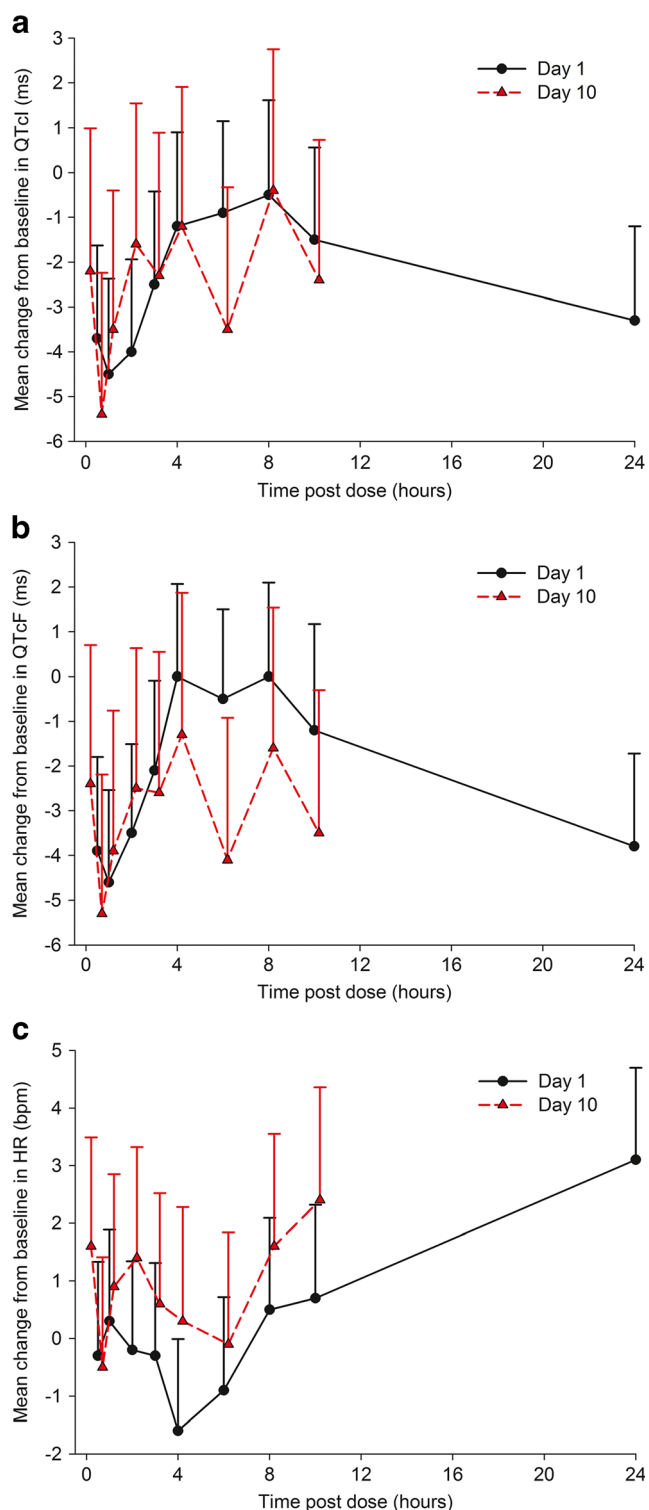 a
Mean change from baseline in QTcI (ms)
3
2
1
0
-1
-2
-3
-4
-5
-6
Day 1
Day 10
0 4 8 12 16 20 24
Time post dose (hours)
b
Mean change from baseline in QTcF (ms)
3
2
1
0
-1
-2
-3
-4
-5
-6
Day 1
Day 10
0 4 8 12 16 20 24
Time post dose (hours)
c
Mean change from baseline in HR (bpm)
5
4
3
2
1
0
-1
-2
Day 1
Day 10
0 4 8 12 16 20 24
Time post dose (hours)